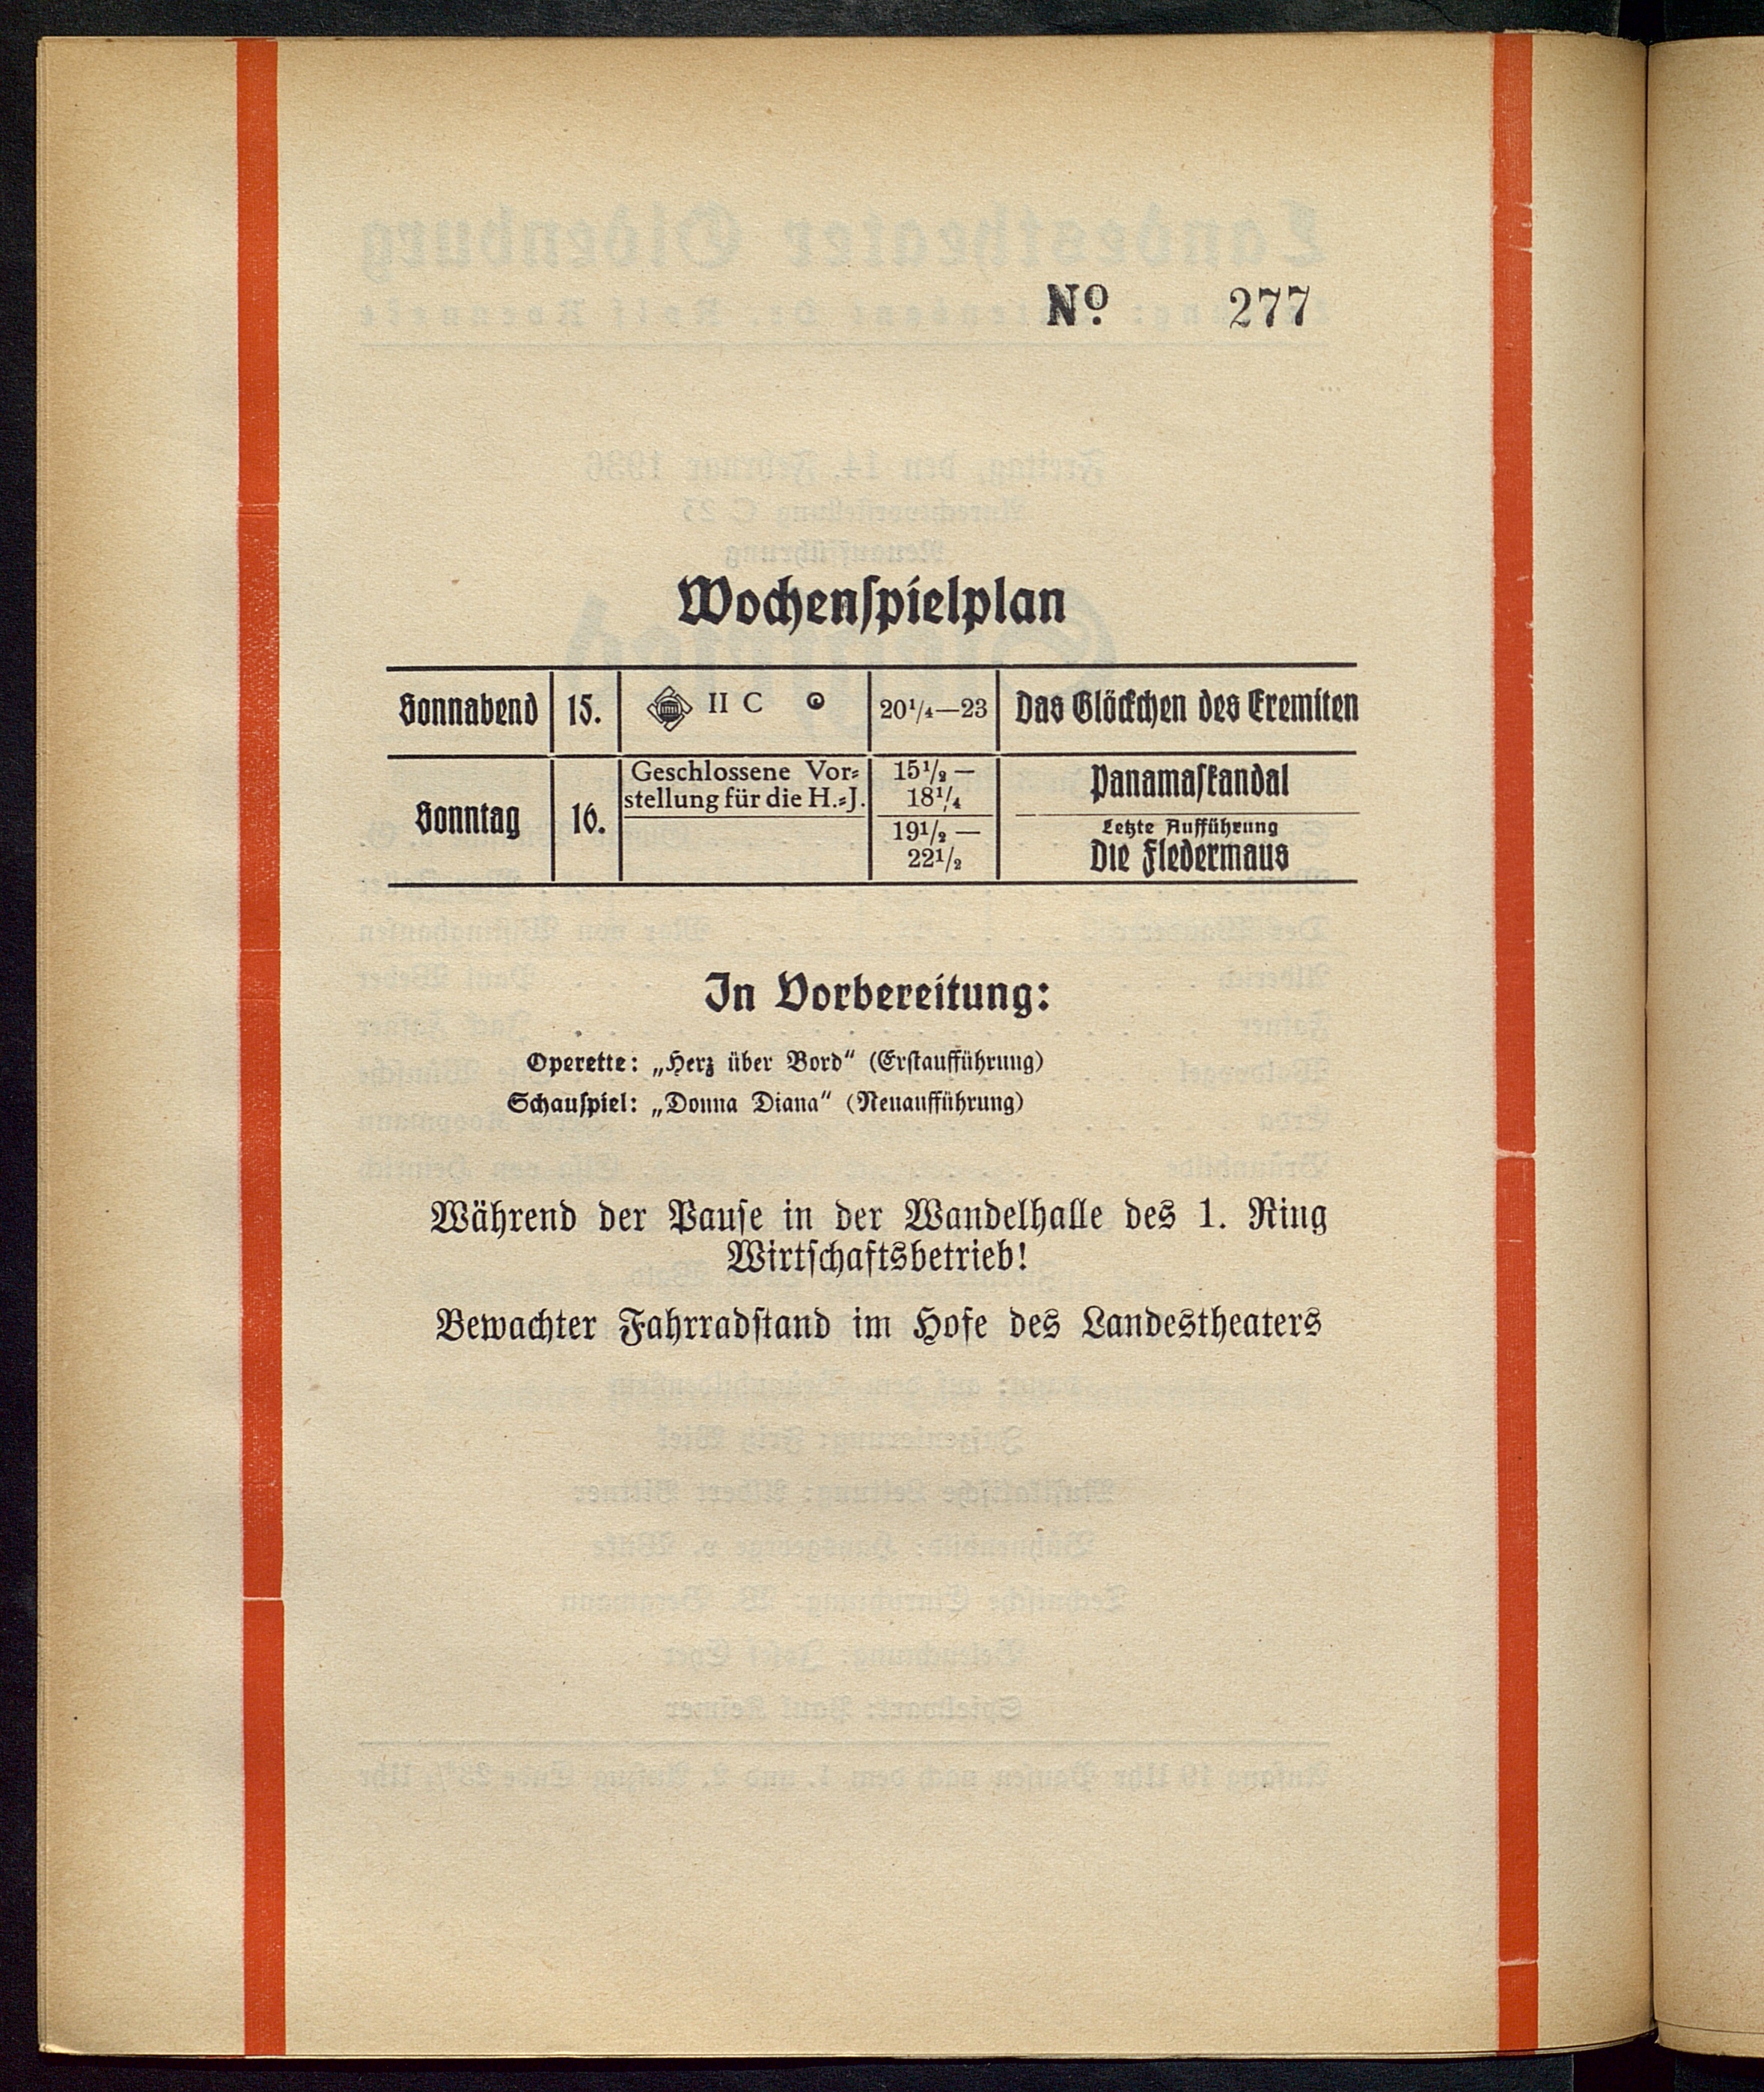 Nº 277
Wochenspielplan
Sonnabend 15. II C 20¹/₄—23 Das Glöckchen des Eremiten
Sonntag 16. Geschlossene Vor-
stellung für die H.-J. 15¹/₂—
18¹/₄ Panamaskandal
19¹/₂—
22¹/₂ Letzte Aufführung
Die Fledermaus
In Vorbereitung:
Operette: „Herz über Bord“ (Erstaufführung)
Schauspiel: „Donna Diana“ (Neuaufführung)
Während der Pause in der Wandelhalle des 1. Ring
Wirtschaftsbetrieb!
Bewachter Fahrradstand im Hofe des Landestheaters